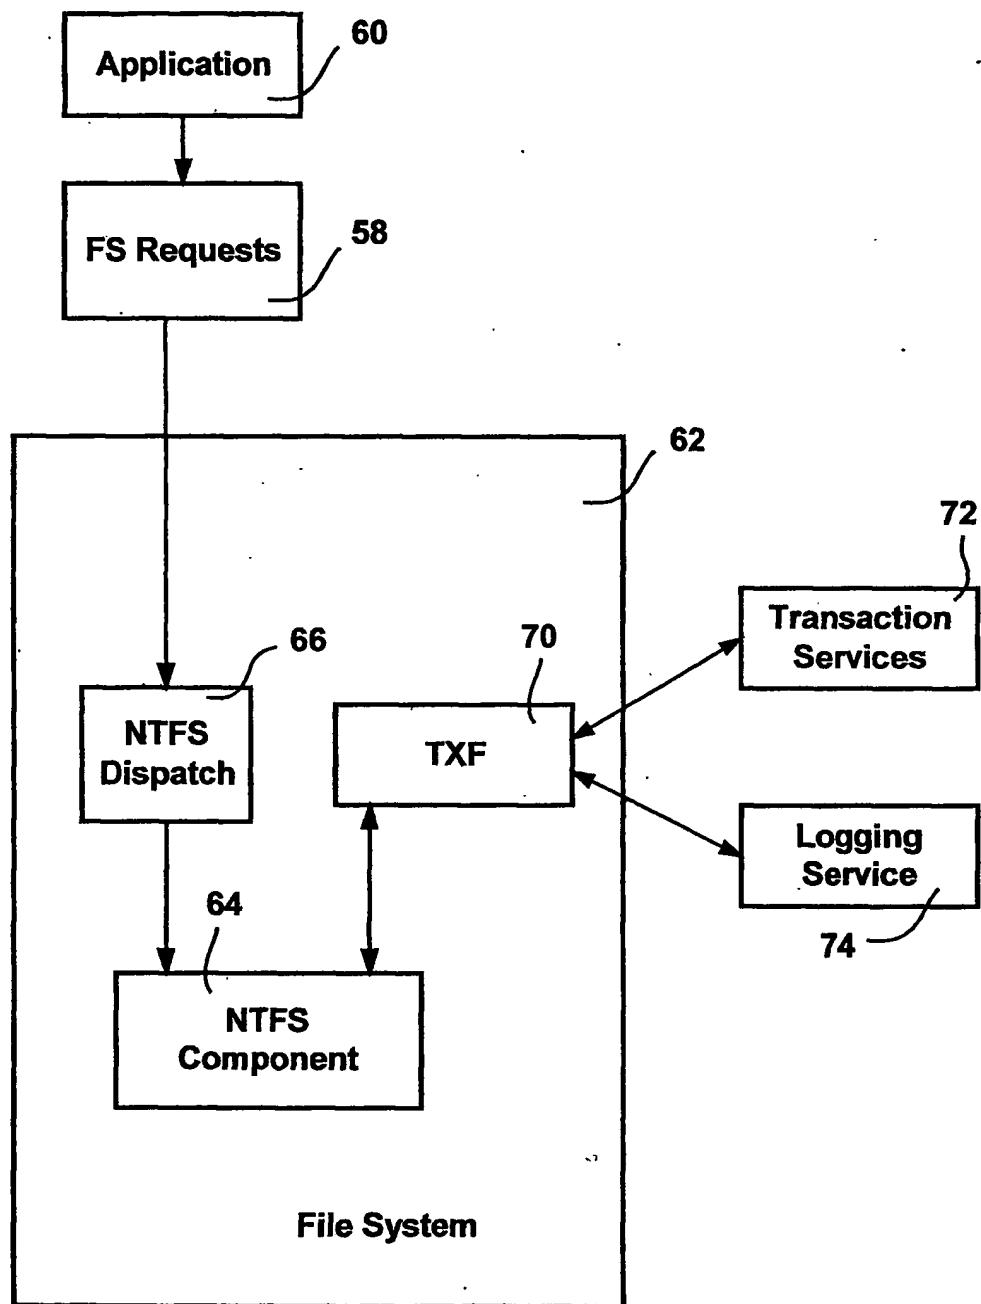 60
Application
58
FS Requests
62
72
Transaction
Services
66
70
NTFS
Dispatch
TXF
Logging
Service
74
64
NTFS
Component
File System